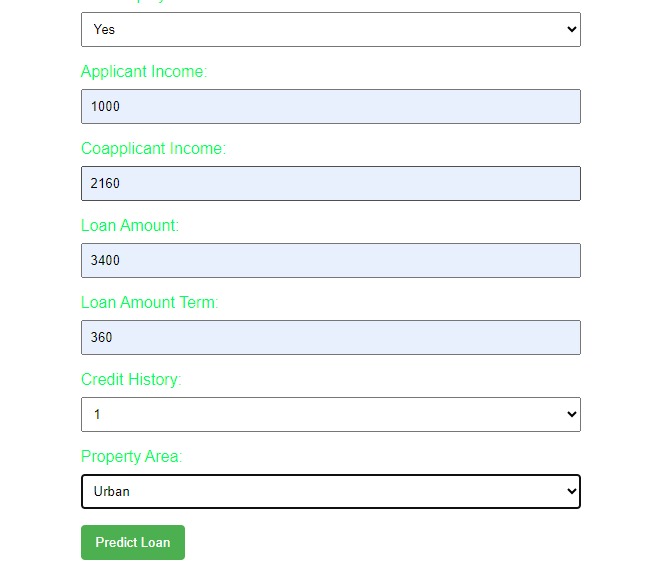 Yes
Applicant Income:
1000
Coapplicant Income:
2160
Loan Amount:
3400
Loan Amount Term:
360
Credit History:
1
Property Area:
Urban
Predict Loan